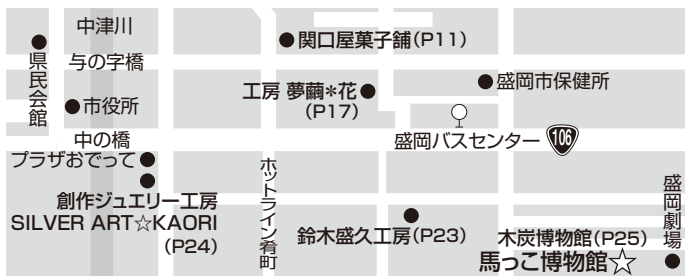 中津川
関口屋菓子舗(P11)
県民会館
与の字橋
工房 夢繭*花
(P17)
盛岡市保健所
市役所
中の橋
盛岡バスセンター
106
プラザおでって
創作ジュエリー工房
SILVER ART☆KAORI
(P24)
ホットライン肴町
鈴木盛久工房(P23)
盛岡劇場
木炭博物館(P25)
馬っこ博物館☆